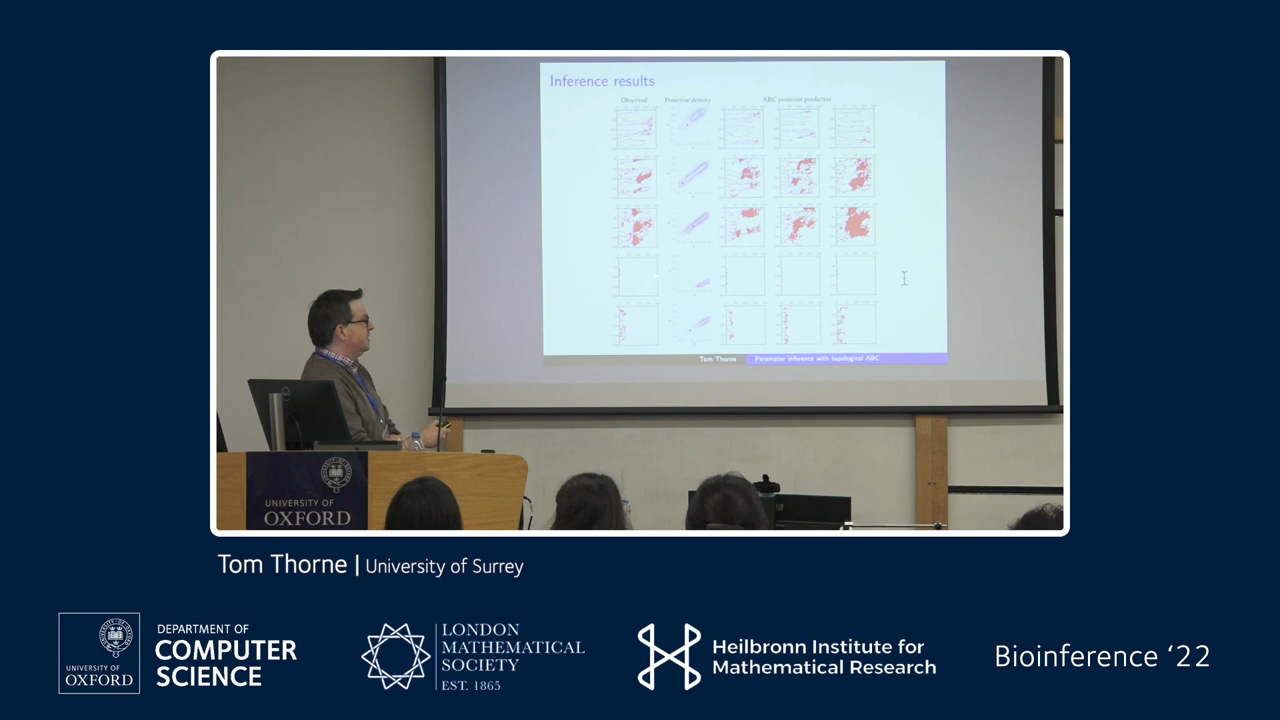 Inference results
Observed Posterior density ABC posterior predictive
Tom Thorne Parameter inference with topological ABC
UNIVERSITY OF
OXFORD
Tom Thorne | University of Surrey
UNIVERSITY OF
OXFORD
DEPARTMENT OF
COMPUTER
SCIENCE
LONDON
MATHEMATICAL
SOCIETY
EST. 1865
Heilbronn Institute for
Mathematical Research
Bioinference ‘22